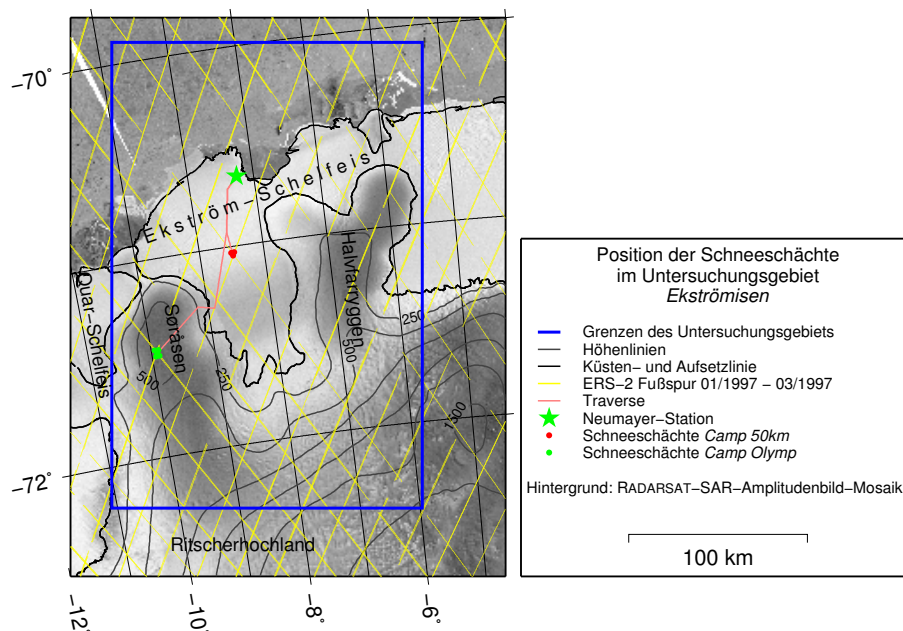 −70°
Ekström−Schelfeis
Quar−Schelfeis
Søråsen
Halvfarryggen
250
500
500
250
1500
−72°
Ritscherhochland
−12°
−10°
−8°
−6°
Position der Schneeschächte
im Untersuchungsgebiet
Ekströmisen
Grenzen des Untersuchungsgebiets
Höhenlinien
Küsten− und Aufsetzlinie
ERS−2 Fußspur 01/1997 − 03/1997
Traverse
Neumayer−Station
Schneeschächte Camp 50km
Schneeschächte Camp Olymp
Hintergrund: RADARSAT−SAR−Amplitudenbild−Mosaik
100 km